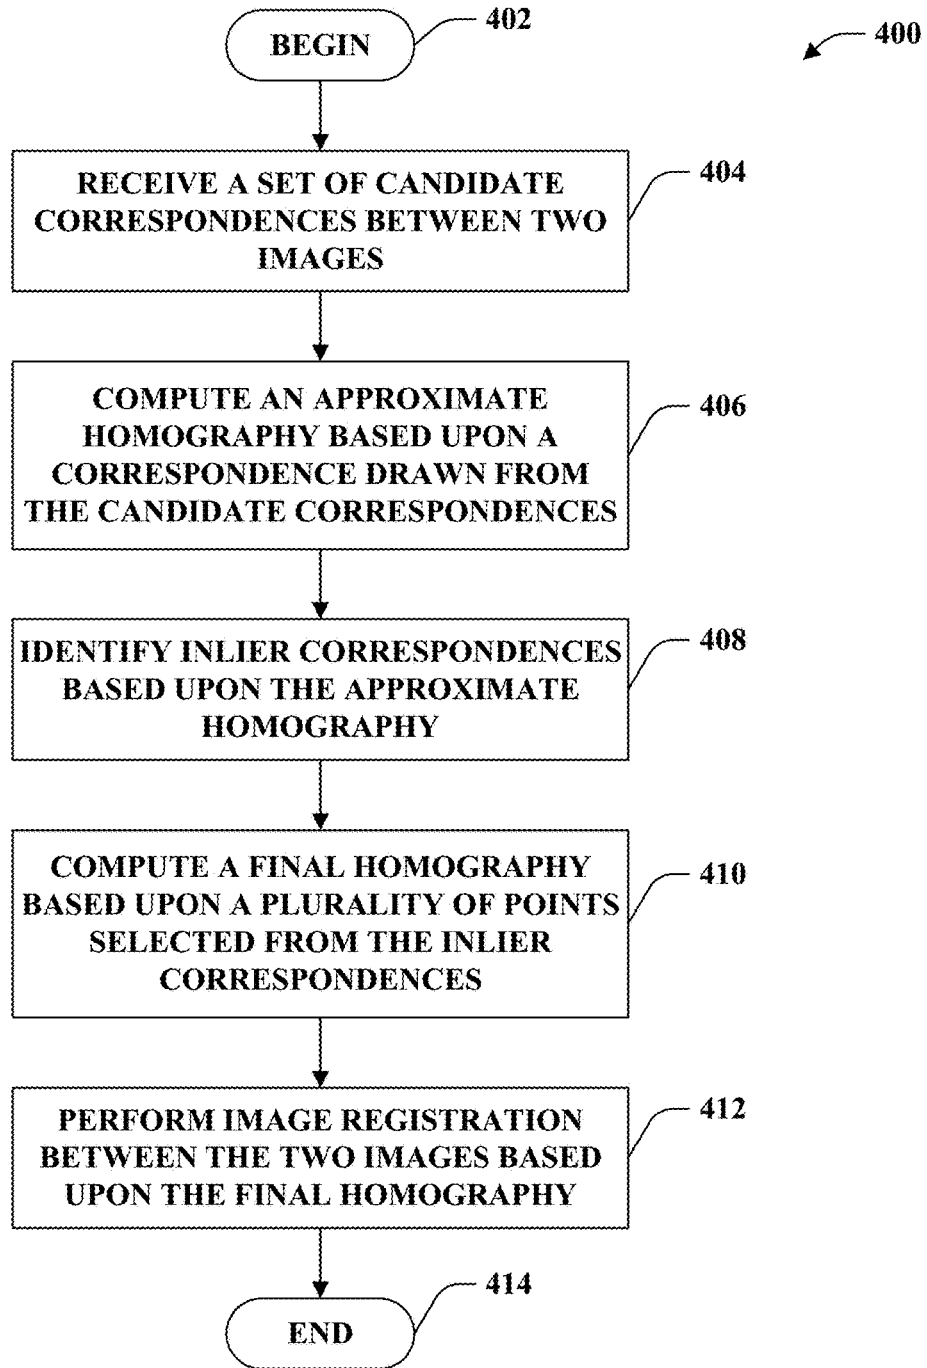 BEGIN
402
400
RECEIVE A SET OF CANDIDATE
CORRESPONDENCES BETWEEN TWO
IMAGES
404
COMPUTE AN APPROXIMATE
HOMOGRAPHY BASED UPON A
CORRESPONDENCE DRAWN FROM
THE CANDIDATE CORRESPONDENCES
406
IDENTIFY INLIER CORRESPONDENCES
BASED UPON THE APPROXIMATE
HOMOGRAPHY
408
COMPUTE A FINAL HOMOGRAPHY
BASED UPON A PLURALITY OF POINTS
SELECTED FROM THE INLIER
CORRESPONDENCES
410
PERFORM IMAGE REGISTRATION
BETWEEN THE TWO IMAGES BASED
UPON THE FINAL HOMOGRAPHY
412
END
414